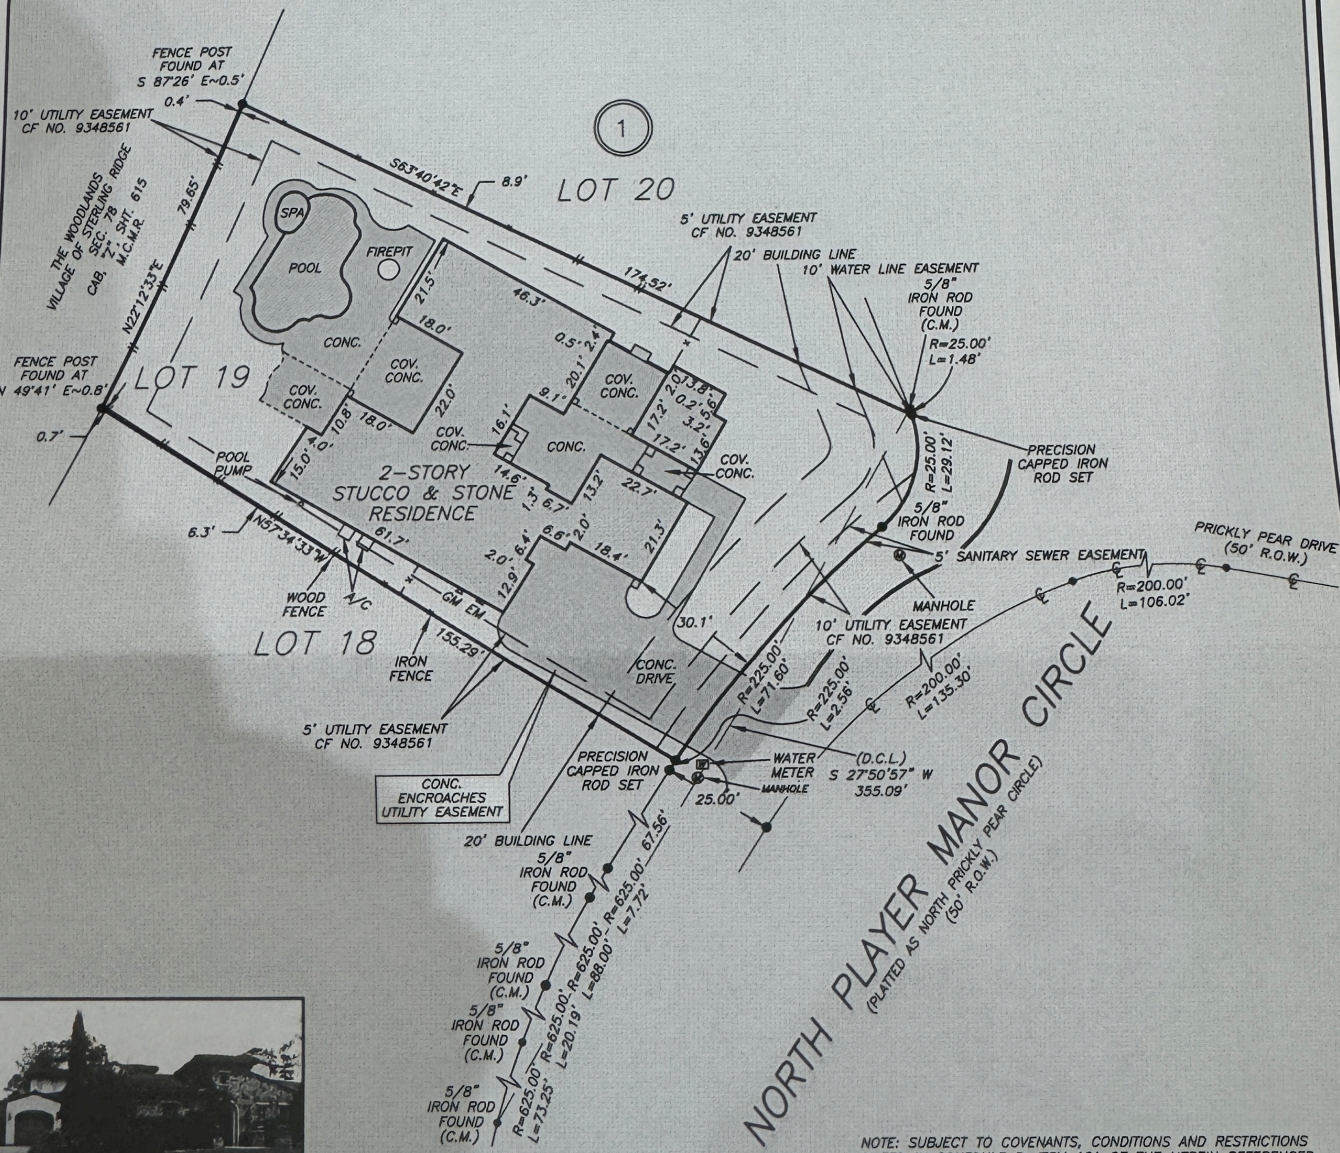 FENCE POST
FOUND AT
S 87°26' E~0.5'
0.4'
10' UTILITY EASEMENT
CF NO. 9348561
THE WOODLANDS
VILLAGE OF STERLING RIDGE
SEC. 78
CAB, "Z", SHT. 615
M.C.M.R.
79.65'
N22°12'33"E
FENCE POST
FOUND AT
N 49°41' E~0.8'
0.7'
LOT 19
1
LOT 20
S63°40'42"E
8.9'
174.52'
5' UTILITY EASEMENT
CF NO. 9348561
20' BUILDING LINE
10' WATER LINE EASEMENT
5/8"
IRON ROD
FOUND
(C.M.)
R=25.00'
L=1.48'
SPA
POOL
FIREPIT
CONC.
21.5'
46.3'
18.0'
COV.
CONC.
22.0'
18.0'
COV.
CONC.
10.8'
4.0'
15.0'
0.5'
2.4'
20.1'
9.1'
16.1'
COV.
CONC.
COV.
CONC.
CONC.
2.0'
13.8'
0.2'
5.6'
3.2'
17.2'
17.2'
13.6'
COV.
CONC.
14.6'
1.3'
6.7'
13.2'
22.7'
21.3'
18.4'
2.0'
6.6'
6.4'
2.0'
12.9'
2-STORY
STUCCO & STONE
RESIDENCE
POOL
PUMP
61.7'
6.3'
N57°34'33"W
WOOD
FENCE
A/C
GM EM
LOT 18
IRON
FENCE
155.29'
5' UTILITY EASEMENT
CF NO. 9348561
CONC.
ENCROACHES
UTILITY EASEMENT
20' BUILDING LINE
30.1'
CONC.
DRIVE
R=25.00'
L=29.12'
PRECISION
CAPPED IRON
ROD SET
5/8"
IRON ROD
FOUND
5' SANITARY SEWER EASEMENT
MANHOLE
10' UTILITY EASEMENT
CF NO. 9348561
PRICKLY PEAR DRIVE
(50' R.O.W.)
R=200.00'
L=106.02'
R=225.00'
L=71.60'
R=225.00'
L=2.56'
R=200.00'
L=135.30'
PRECISION
CAPPED IRON
ROD SET
WATER
METER
MANHOLE
25.00'
(D.C.L.)
S 27°50'57" W
355.09'
67.56'
5/8"
IRON ROD
FOUND
(C.M.)
R=625.00'
L=7.72'
5/8"
IRON ROD
FOUND
(C.M.)
R=625.00'
L=88.00'
5/8"
IRON ROD
FOUND
(C.M.)
R=625.00'
L=20.19'
5/8"
IRON ROD
FOUND
(C.M.)
R=625.00'
L=73.25'
NORTH PLAYER MANOR CIRCLE
(PLATTED AS NORTH PRICKLY PEAR CIRCLE)
(50' R.O.W.)
NOTE: SUBJECT TO COVENANTS, CONDITIONS AND RESTRICTIONS